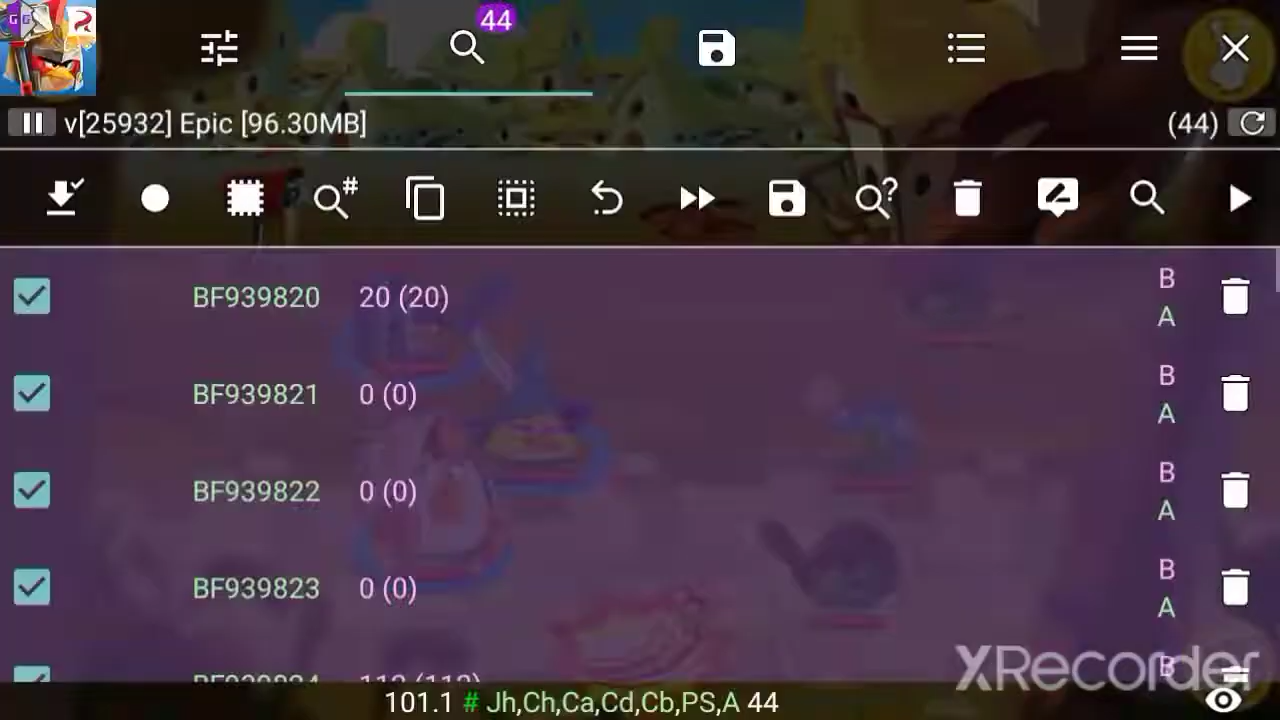 44
v[25932] Epic [96.30MB]
(44)
#
?
BF939820 20 (20) B A
BF939821 0 (0) B A
BF939822 0 (0) B A
BF939823 0 (0) B A
B
XRecorder
101.1 # Jh,Ch,Ca,Cd,Cb,PS,A 44